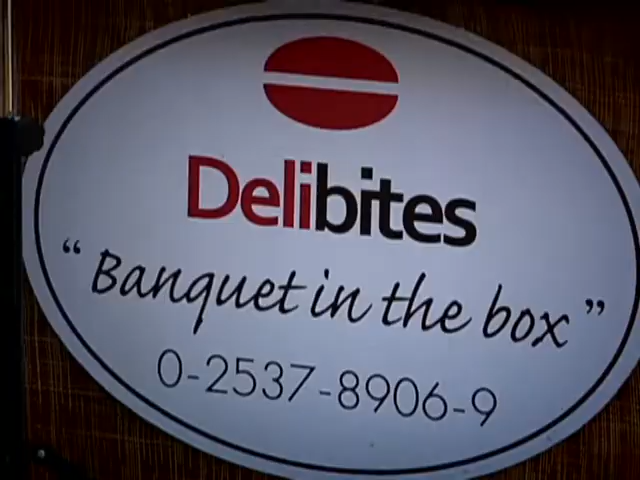 Delibites
“Banquet in the box”
0-2537-8906-9